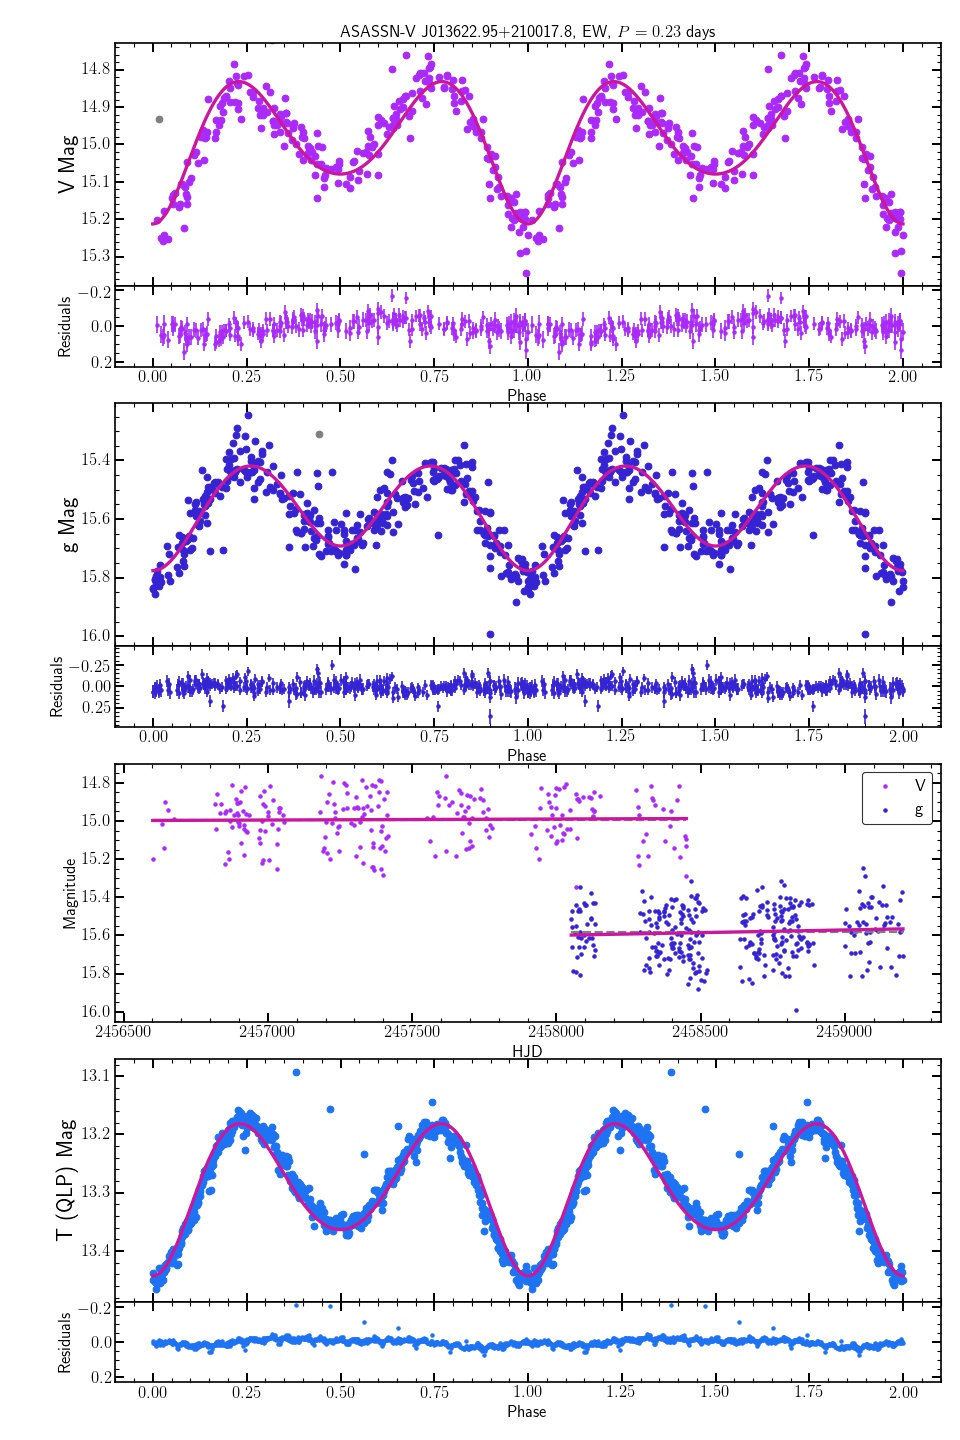 ASASSN-V J013622.95+210017.8, EW, P = 0.23 days
14.8
14.9
15.0
15.1
15.2
15.3
V Mag
−0.2
0.0
0.2
Residuals
0.00 0.25 0.50 0.75 1.00 1.25 1.50 1.75 2.00
Phase
15.4
15.6
15.8
16.0
g Mag
−0.25
0.00
0.25
Residuals
0.00 0.25 0.50 0.75 1.00 1.25 1.50 1.75 2.00
Phase
14.8
15.0
15.2
15.4
15.6
15.8
16.0
Magnitude
V
g
2456500 2457000 2457500 2458000 2458500 2459000
HJD
13.1
13.2
13.3
13.4
T (QLP) Mag
−0.2
0.0
0.2
Residuals
0.00 0.25 0.50 0.75 1.00 1.25 1.50 1.75 2.00
Phase